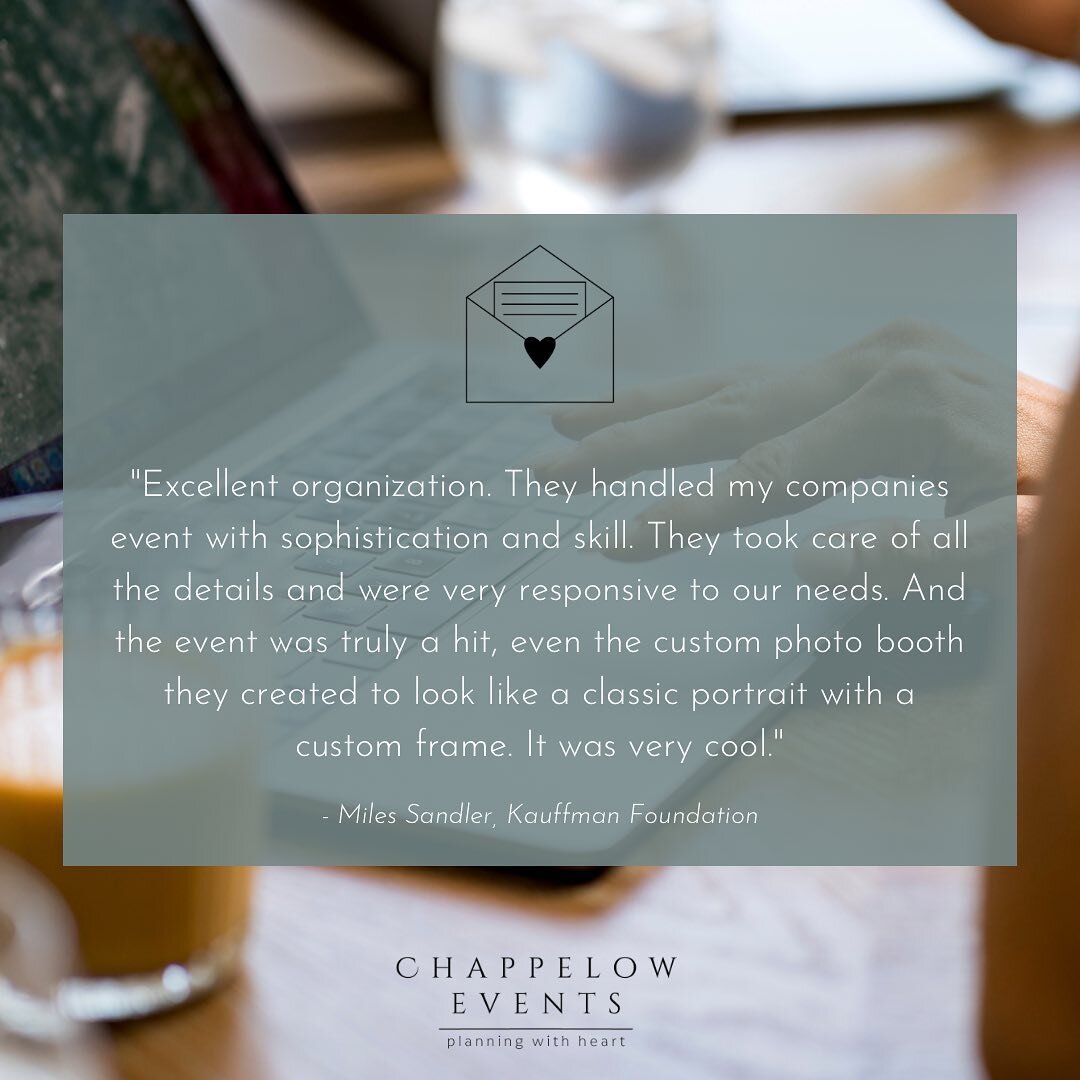 "Excellent organization. They handled my companies
event with sophistication and skill. They took care of all
the details and were very responsive to our needs. And
the event was truly a hit, even the custom photo booth
they created to look like a classic portrait with a
custom frame. It was very cool."
- Miles Sandler, Kauffman Foundation
CHAPPELOW
EVENTS
planning with heart